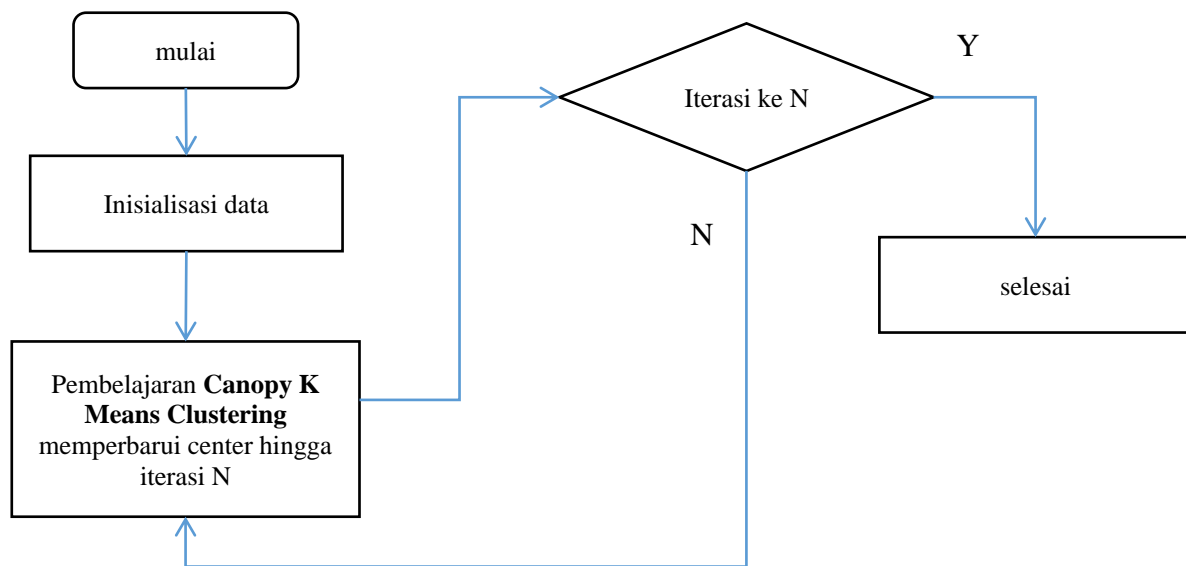 mulai
Inisialisasi data
Pembelajaran Canopy K
Means Clustering
memperbarui center hingga
iterasi N
Iterasi ke N
Y
N
selesai